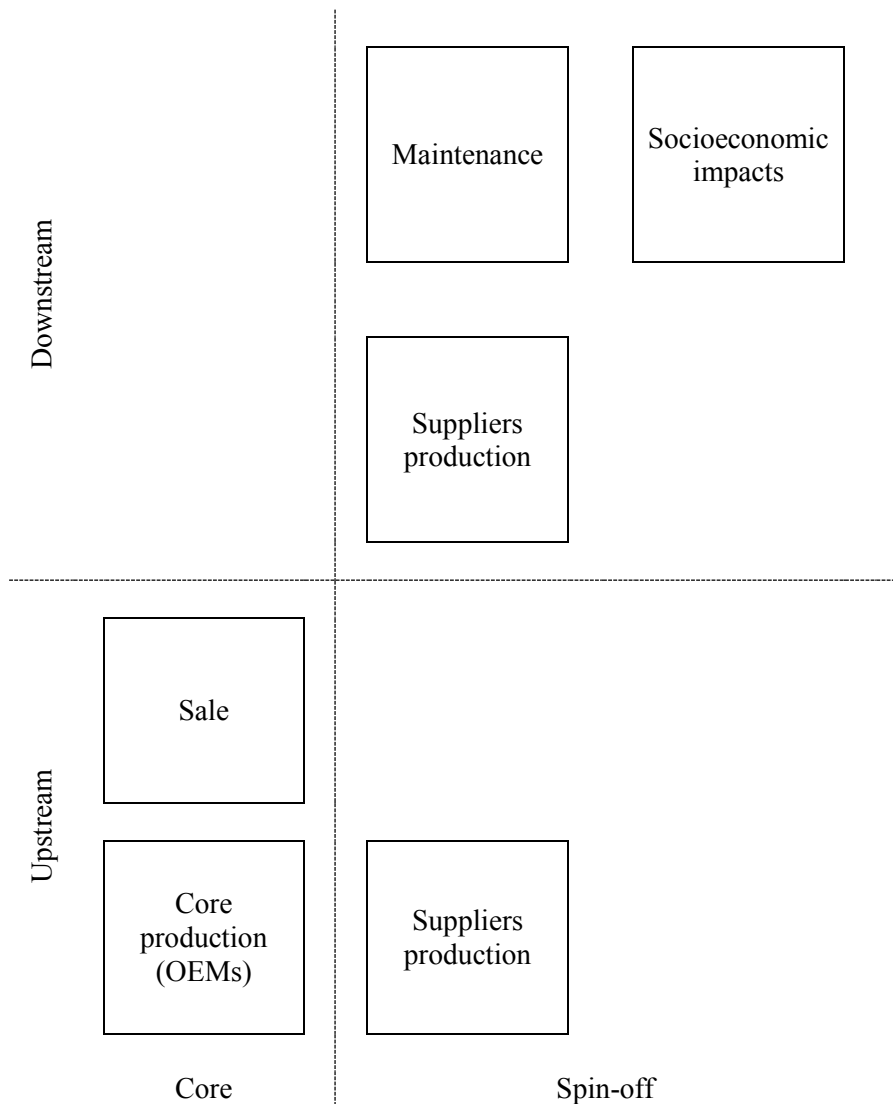 Maintenance
Socioeconomic
impacts
Downstream
Suppliers
production
Sale
Upstream
Core
production
(OEMs)
Suppliers
production
Core
Spin-off